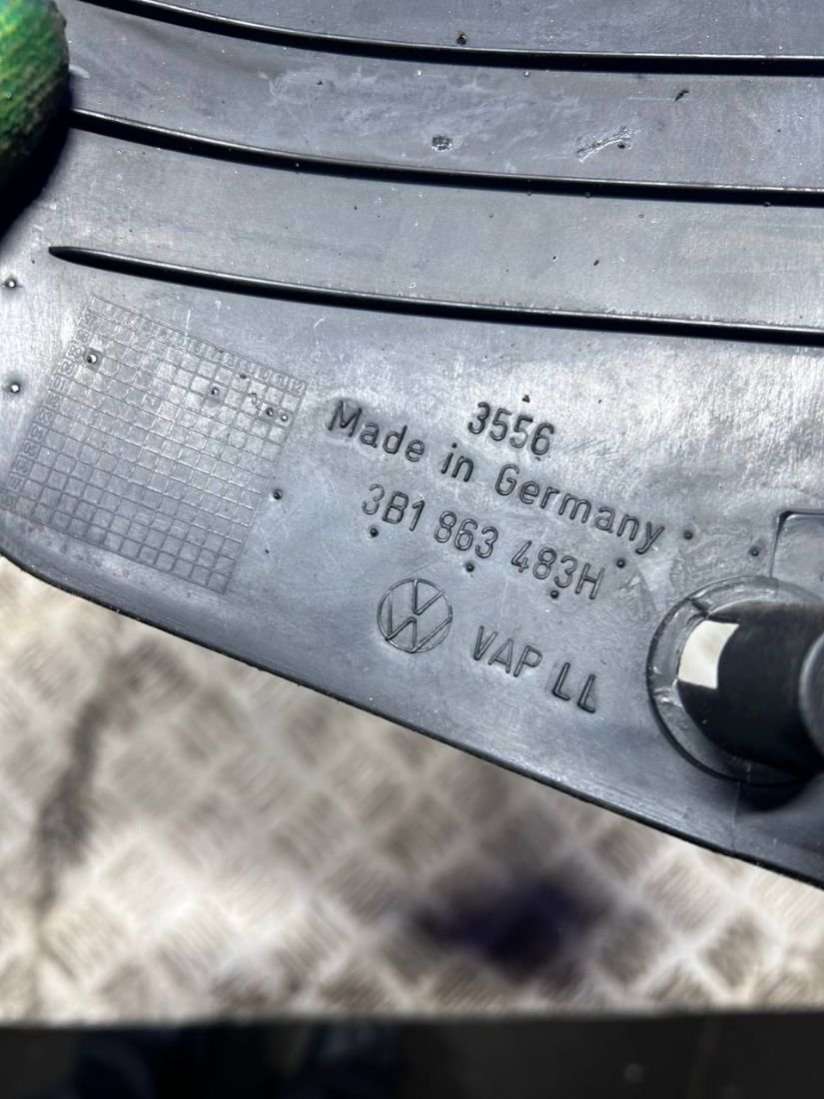 3556
Made in Germany
3B1 863 483H
VAP LL